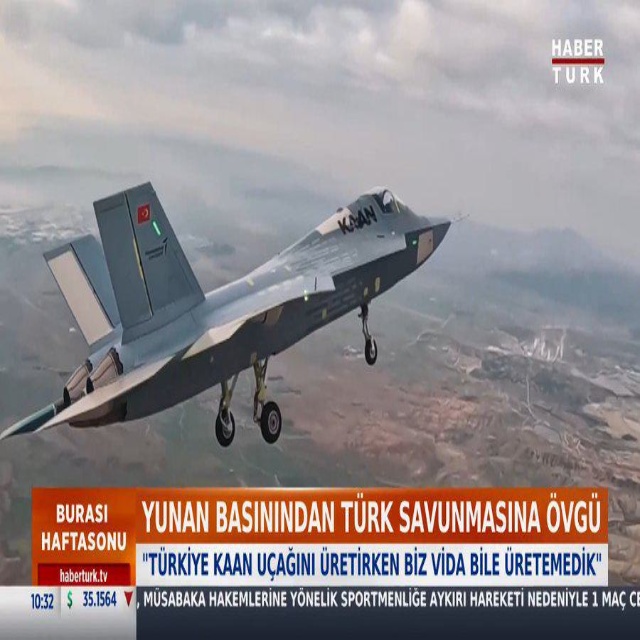 HABER
TURK
KAAN
BURASI
HAFTASONU
YUNAN BASININDAN TÜRK SAVUNMASINA ÖVGÜ
"TÜRKİYE KAAN UÇAĞINI ÜRETİRKEN BİZ VİDA BİLE ÜRETEMEDİK"
haberturk.tv
10:32 $ 35.1564 , MÜSABAKA HAKEMLERİNE YÖNELİK SPORTMENLİĞE AYKIRI HAREKETİ NEDENİYLE 1 MAÇ CE